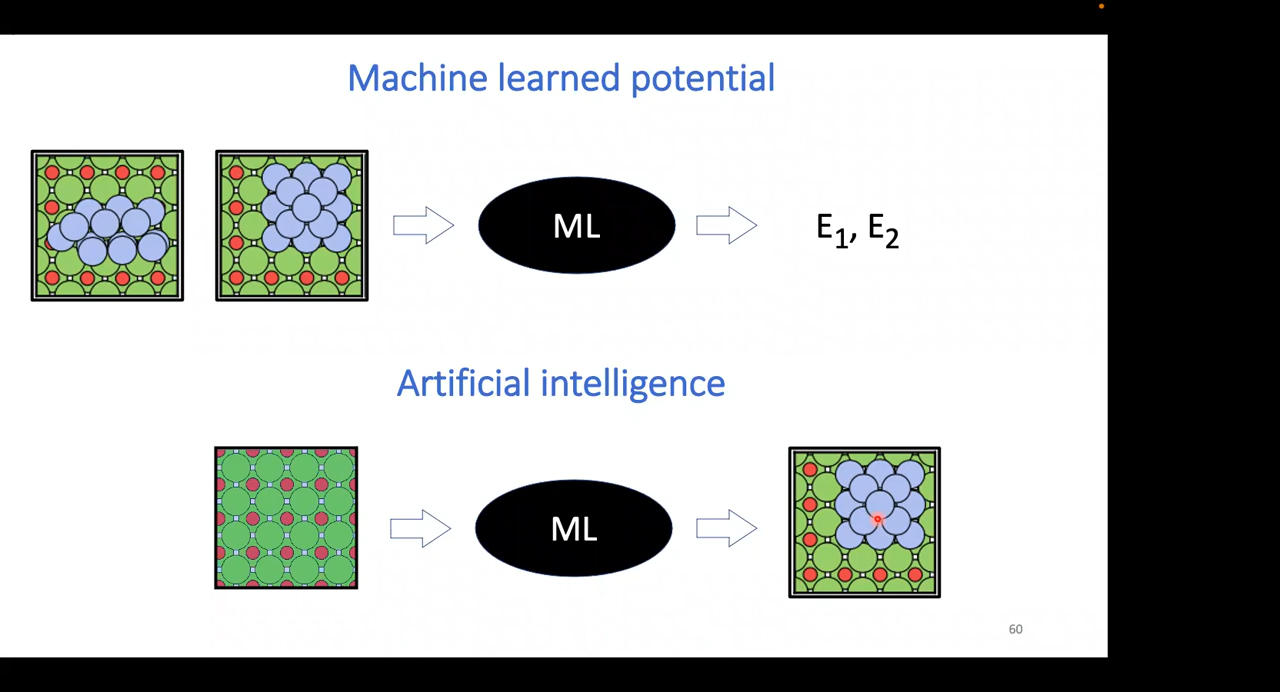 Machine learned potential
ML
E1, E2
Artificial intelligence
ML
60